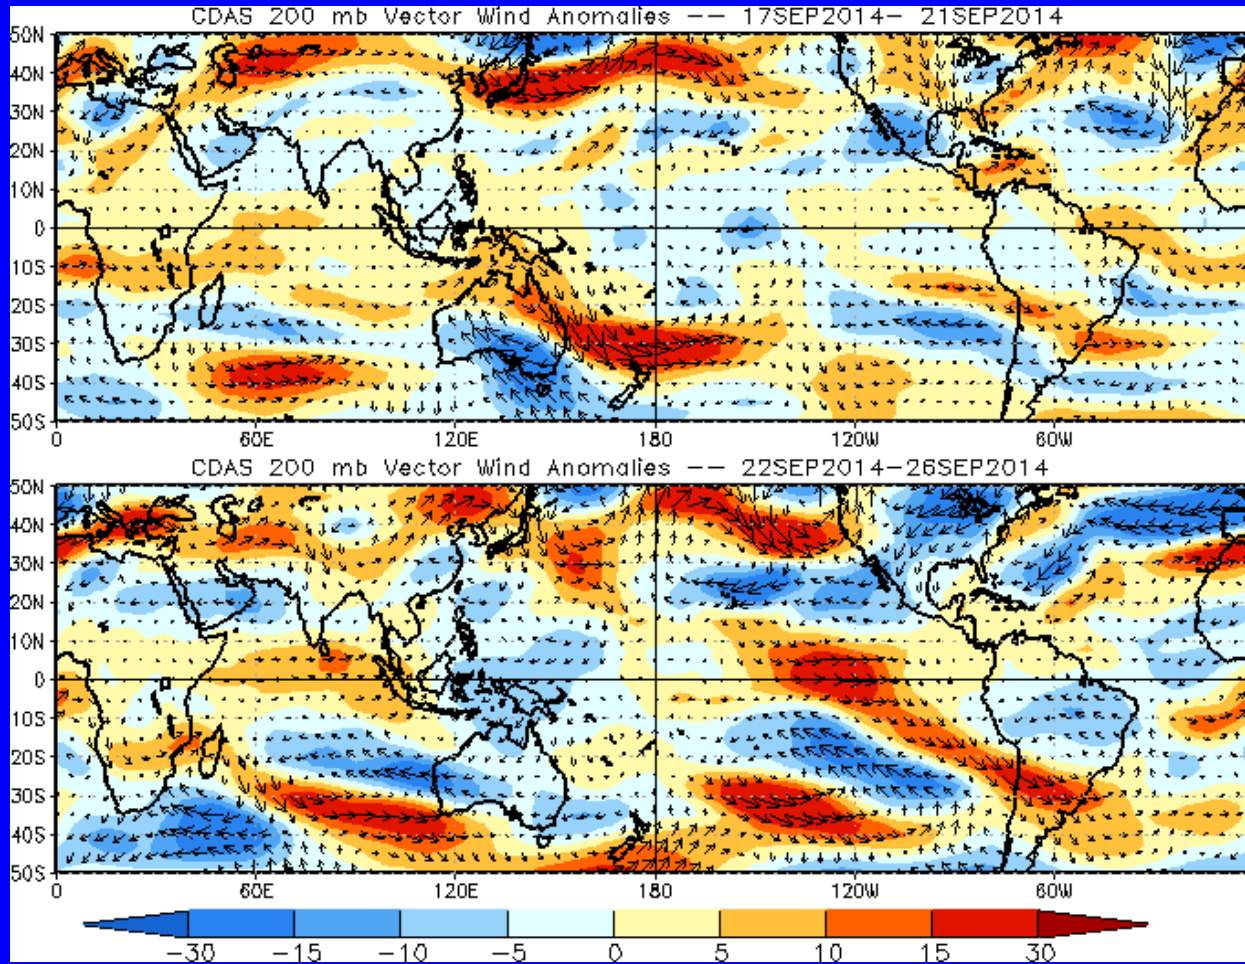 CDAS 200 mb Vector Wind Anomalies -- 17SEP2014- 21SEP2014
50N
40N
30N
20N
10N
0
10S
20S
30S
40S
50S
0 60E 120E 180 120W 60W
CDAS 200 mb Vector Wind Anomalies -- 22SEP2014-26SEP2014
50N
40N
30N
20N
10N
0
10S
20S
30S
40S
50S
0 60E 120E 180 120W 60W
-30 -15 -10 -5 0 5 10 15 30